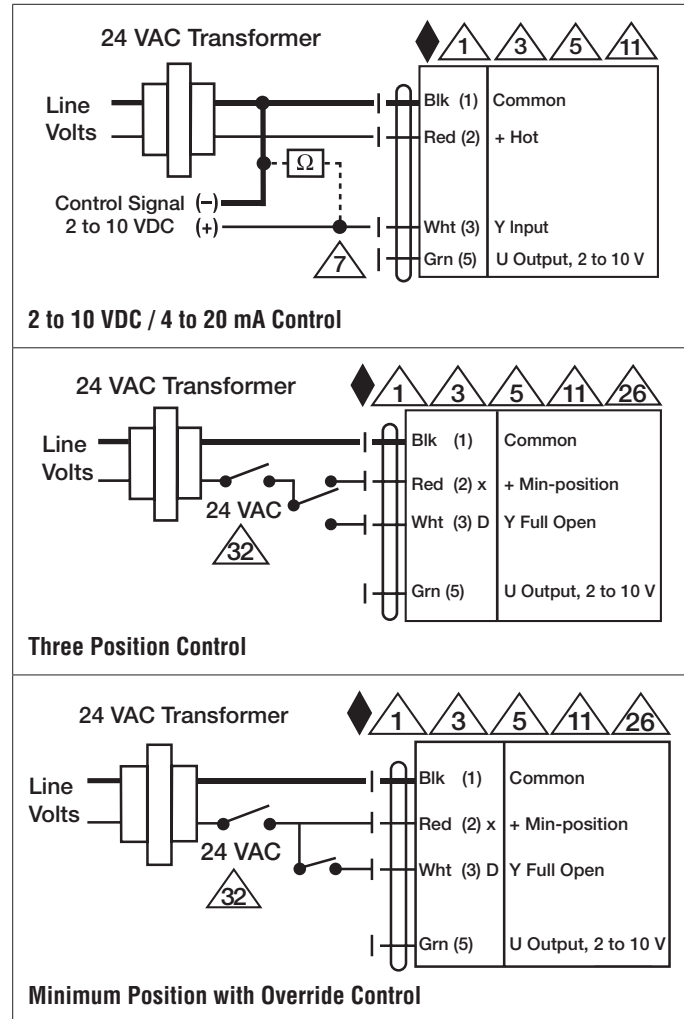 24 VAC Transformer
1 3 5 11
Line
Volts
Blk (1) Common
Red (2) + Hot
Ω
Control Signal (–)
2 to 10 VDC (+)
Wht (3) Y Input
7
Grn (5) U Output, 2 to 10 V
2 to 10 VDC / 4 to 20 mA Control
24 VAC Transformer
1 3 5 11 26
Line
Volts
Blk (1) Common
Red (2) x + Min-position
24 VAC
Wht (3) D Y Full Open
32
Grn (5) U Output, 2 to 10 V
Three Position Control
24 VAC Transformer
1 3 5 11 26
Line
Volts
Blk (1) Common
Red (2) x + Min-position
24 VAC
Wht (3) D Y Full Open
32
Grn (5) U Output, 2 to 10 V
Minimum Position with Override Control